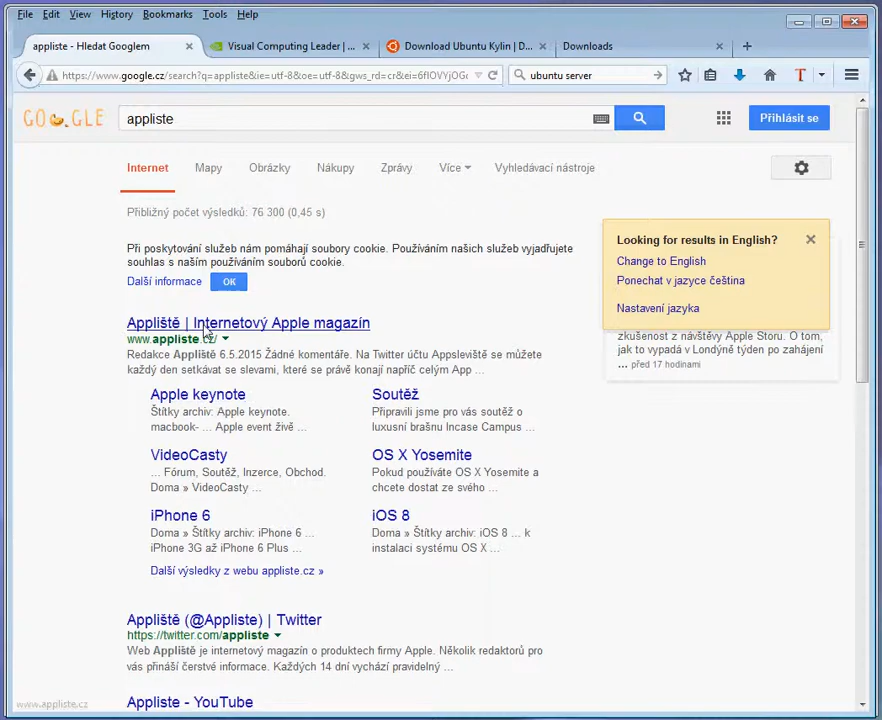 File Edit View History Bookmarks Tools Help
appliste - Hledat Googlem
Visual Computing Leader | ...
Download Ubuntu Kylin | D...
Downloads
https://www.google.cz/search?q=appliste&ie=utf-8&oe=utf-8&gws_rd=cr&ei=6fIOVYjOG
ubuntu server
GO GLE
appliste
Přihlásit se
Internet Mapy Obrázky Nákupy Zprávy Více Vyhledávací nástroje
Přibližný počet výsledků: 76 300 (0,45 s)
Při poskytování služeb nám pomáhají soubory cookie. Používáním našich služeb vyjadřujete
souhlas s naším používáním souborů cookie.
Další informace OK
Looking for results in English?
Change to English
Ponechat v jazyce čeština
Nastavení jazyka
zkušenost z návštěvy Apple Storu. O tom,
jak to vypadá v Londýně týden po zahájení
... před 17 hodinami
Appliště | Internetový Apple magazín
www.appliste.cz/
Redakce Appliště 6.5.2015 Žádné komentáře. Na Twitter účtu Appsleviště se můžete
každý den setkávat se slevami, které se právě konají napříč celým App ...
Apple keynote
Štítky archiv: Apple keynote.
macbook- ... Apple event živě ...
Soutěž
Připravili jsme pro vás soutěž o
luxusní brašnu Incase Campus ...
VideoCasty
... Fórum, Soutěž, Inzerce, Obchod.
Doma » VideoCasty ...
OS X Yosemite
Pokud používáte OS X Yosemite a
chcete dostat ze svého ...
iPhone 6
Doma » Štítky archiv: iPhone 6 ...
iPhone 3G až iPhone 6 Plus ...
iOS 8
Doma » Štítky archiv: iOS 8 ... k
instalaci systému OS X ...
Další výsledky z webu appliste.cz »
Appliště (@Appliste) | Twitter
https://twitter.com/appliste
Web Appliště je internetový magazín o produktech firmy Apple. Několik redaktorů pro
vás přináší čerstvé informace. Každých 14 dní vychází pravidelný ...
Appliste - YouTube
www.appliste.cz